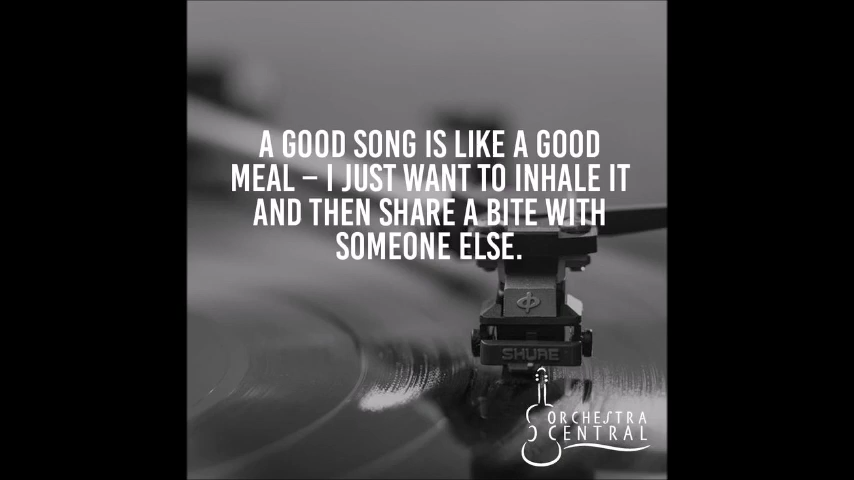 A GOOD SONG IS LIKE A GOOD
MEAL – I JUST WANT TO INHALE IT
AND THEN SHARE A BITE WITH
SOMEONE ELSE.
SHURE
ORCHESTRA
CENTRAL